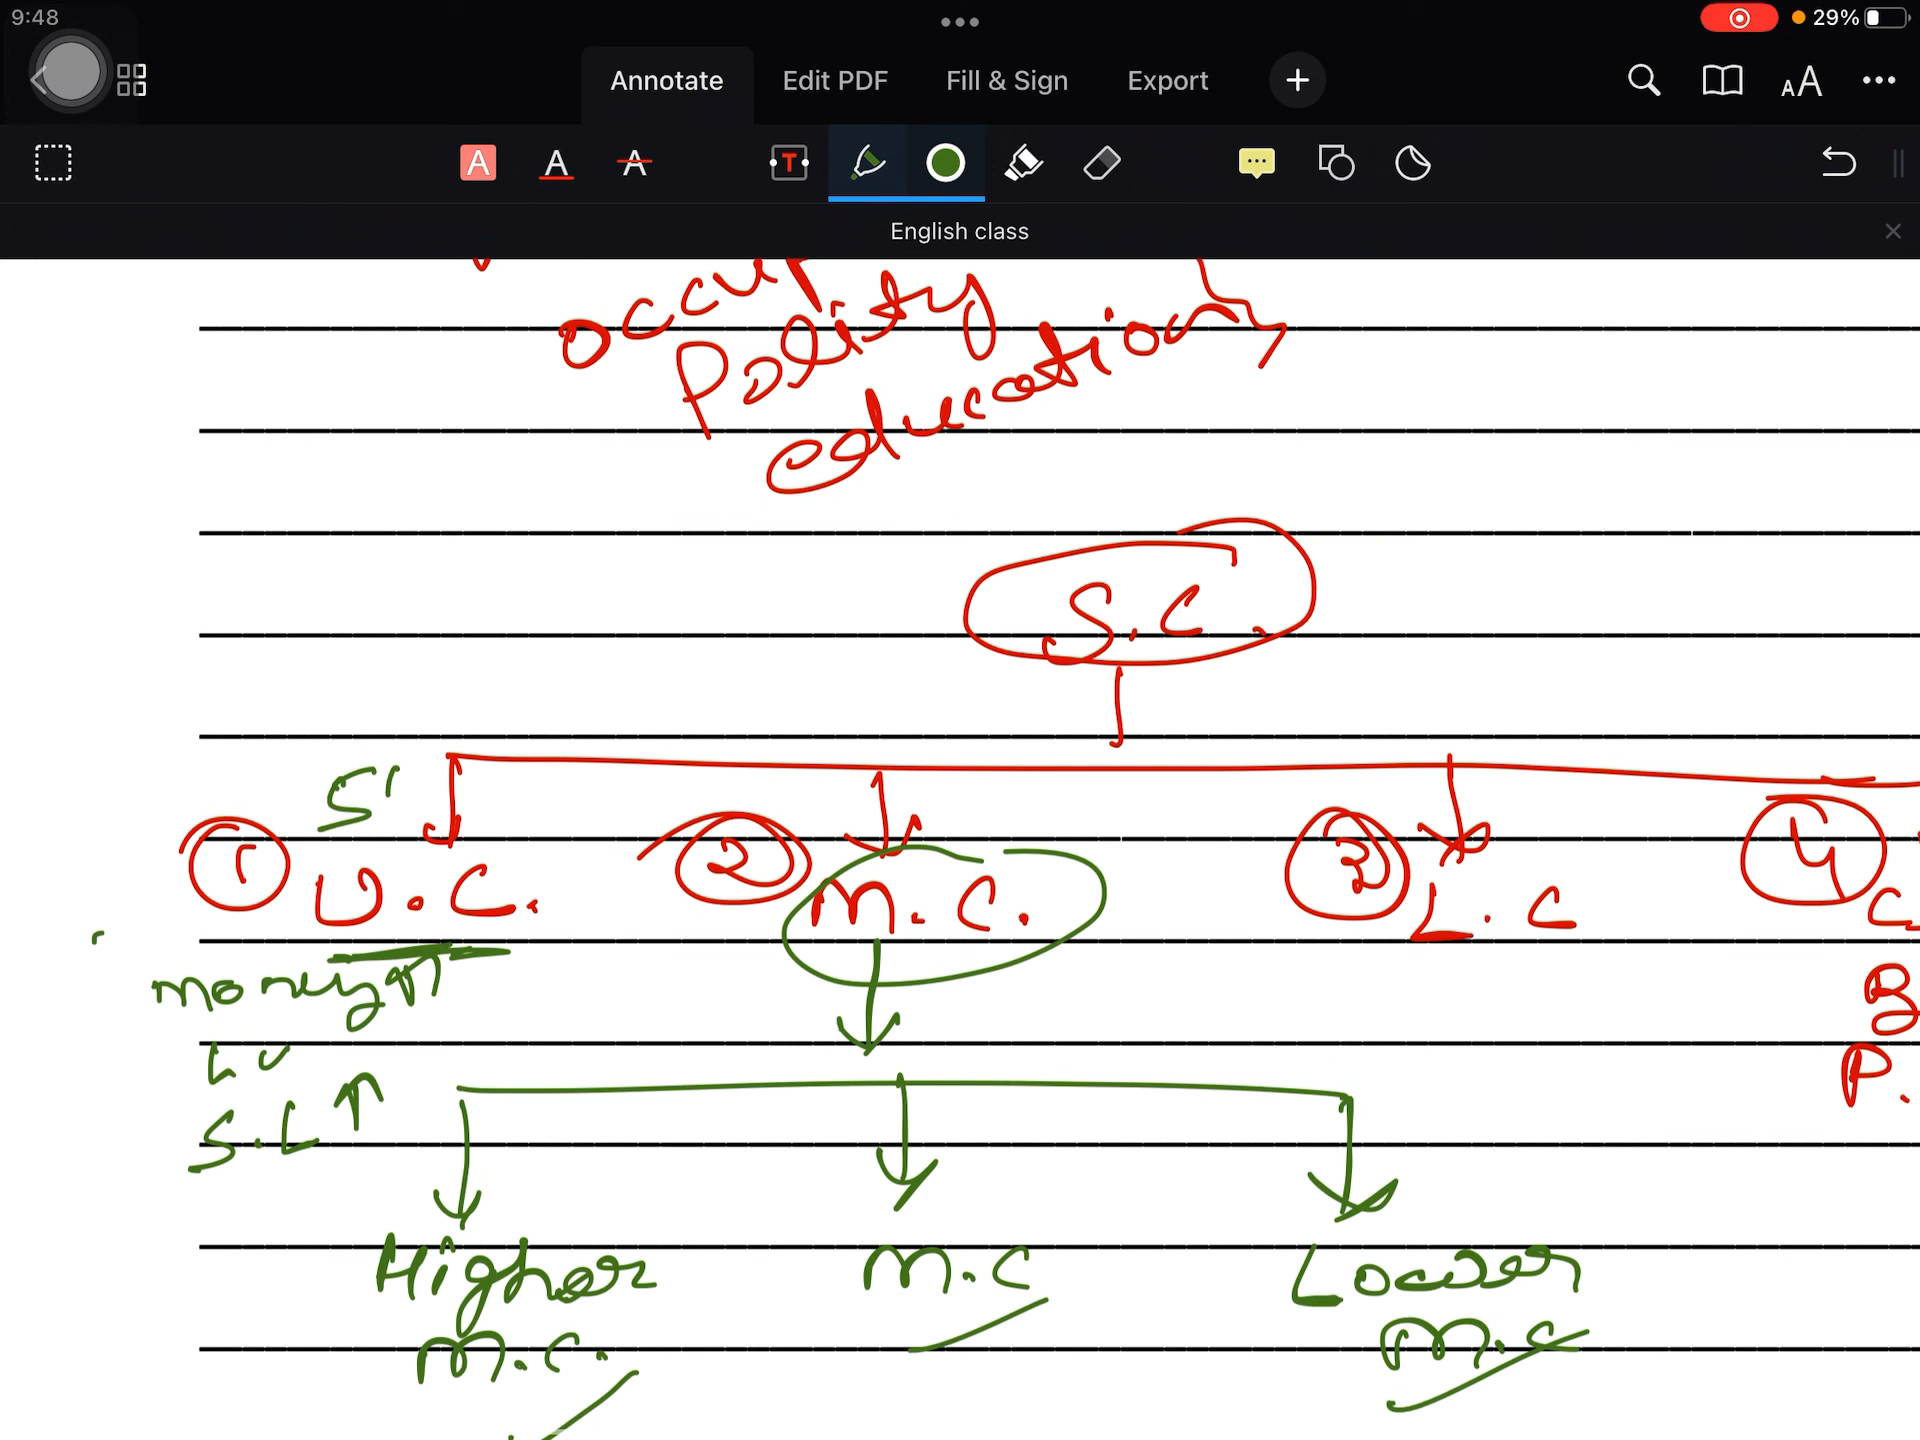 9:48
29%
Annotate
Edit PDF
Fill & Sign
Export
English class
occup
Polity
education
S.C.
① U.C.
② M.C.
③ L.C
④ C
money↑
S.L↑
B
P.
Higher
M.C.
M.C
Lower
M.C